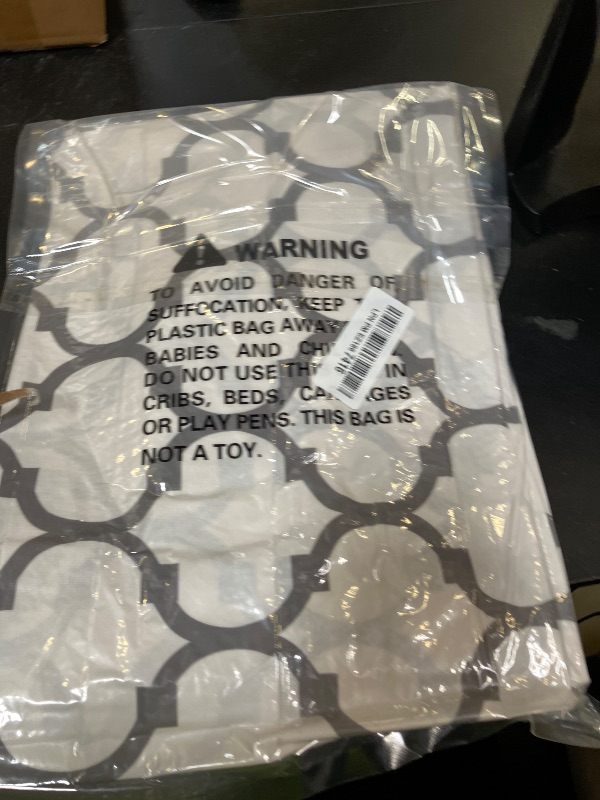 WARNING
TO AVOID DANGER OF
SUFFOCATION, KEEP
PLASTIC BAG AWAY
BABIES AND
DO NOT USE IN
CRIBS, BEDS,
OR PLAY PENS. THIS BAG IS
NOT A TOY.